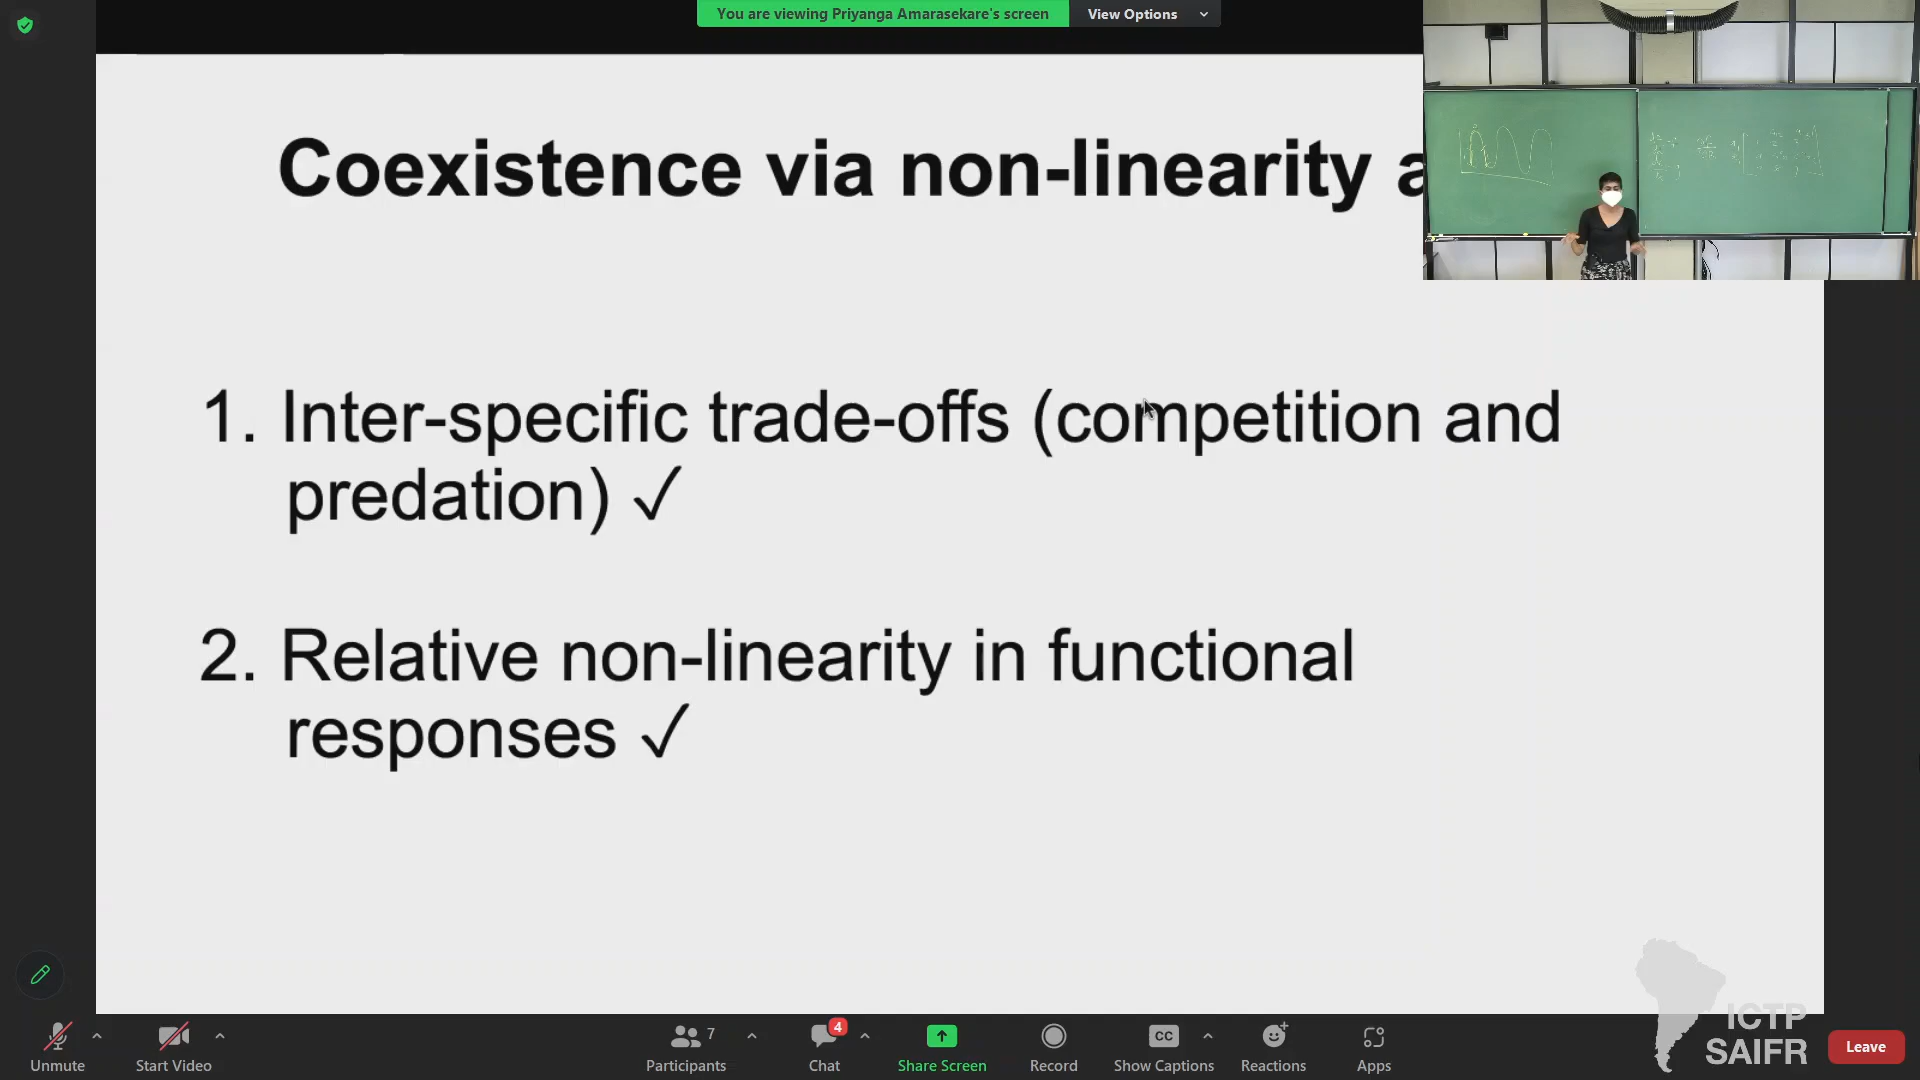 You are viewing Priyanga Amarasekare's screen
View Options
Coexistence via non-linearity a
1. Inter-specific trade-offs (competition and
predation) ✓
2. Relative non-linearity in functional
responses ✓
ICTP
SAIFR
Unmute
Start Video
7
Participants
4
Chat
Share Screen
Record
CC
Show Captions
Reactions
Apps
Leave